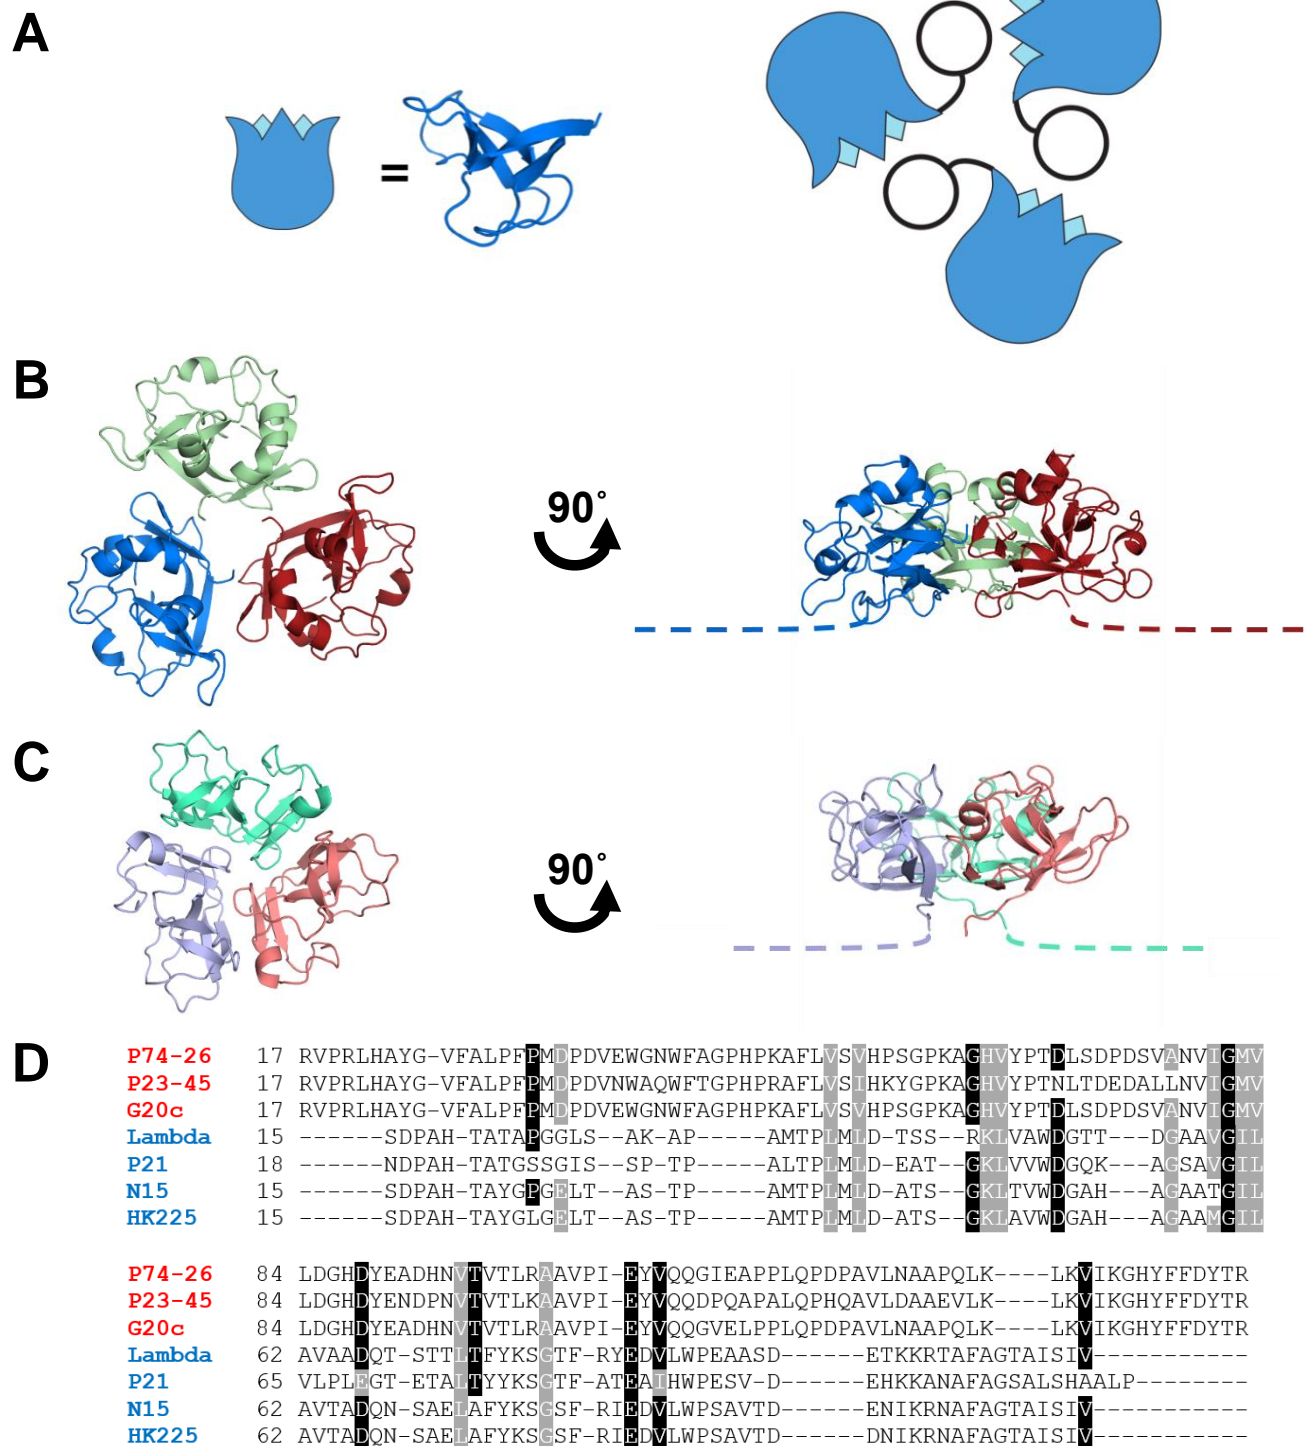 A
=
B
90°
C
90°
D
P74-26 17 RVPRLHAYG-VFALPFPMDPDVEWGNWFAGPHPKAFLVSVHPSGPKAGHVYPTDLSDPDSVANVIGMV
P23-45 17 RVPRLHAYG-VFALPFPMDPDVNWAQWFTGPHPRAFLVSIHKYGPKAGHVYPTNLTDEDALLNVIGMV
G20c 17 RVPRLHAYG-VFALPFPMDPDVEWGNWFAGPHPKAFLVSVHPSGPKAGHVYPTDLSDPDSVANVIGMV
Lambda 15 ------SDPAH-TATAPGGLS--AK-AP-----AMTPLMLD-TSS--RKLVAWDGTT---DGAAVGIL
P21 18 ------NDPAH-TATGSSGIS--SP-TP-----ALTPLMLD-EAT--GKLVVWDGQK---AGSAVGIL
N15 15 ------SDPAH-TAYGPGELT--AS-TP-----AMTPLMLD-ATS--GKLTVWDGAH---AGAATGIL
HK225 15 ------SDPAH-TAYGLGELT--AS-TP-----AMTPLMLD-ATS--GKLAVWDGAH---AGAAMGIL
P74-26 84 LDGHDYEADHNVTVTLRAAVPI-EYVQQGIEAPPLQPDPAVLNAAPQLK----LKVIKGHYFFDYTR
P23-45 84 LDGHDYENDPNVTVTLKAAVPI-EYVQQDPQAPALQPHQAVLDAAEVLK----LKVIKGHYFFDYTR
G20c 84 LDGHDYEADHNVTVTLRAAVPI-EYVQQGVELPPLQPDPAVLNAAPQLK----LKVIKGHYFFDYTR
Lambda 62 AVAADQT-STTLTFYKSGTF-RYEDVLWPEAASD------ETKKRTAFAGTAISIV-----------
P21 65 VLPLEGT-ETALTYYKSGTF-ATEAIHWPESV-D------EHKKANAFAGSALSHAALP--------
N15 62 AVTADQN-SAELAFYKSGSF-RIEDVLWPSAVTD------ENIKRNAFAGTAISIV-----------
HK225 62 AVTADQN-SAELAFYKSGSF-RIEDVLWPSAVTD------DNIKRNAFAGTAISIV-----------